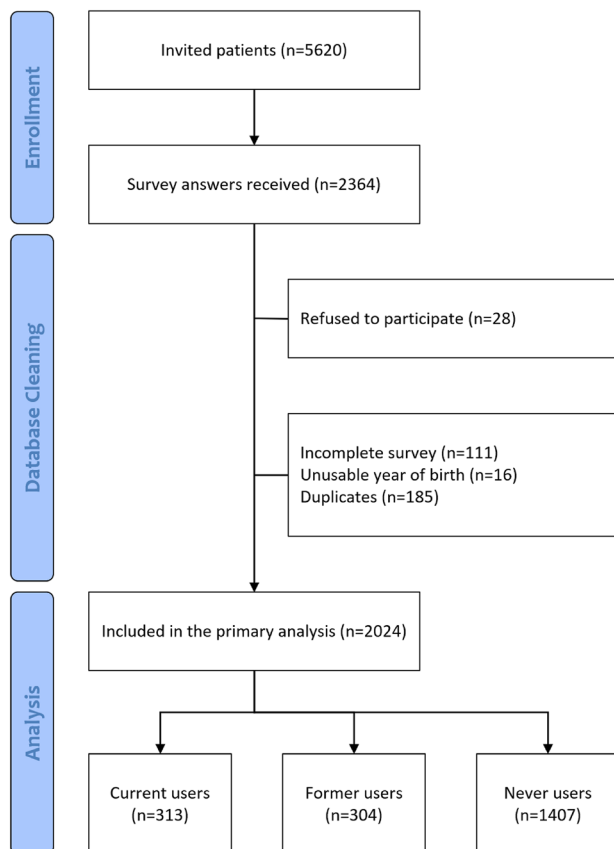 Enrollment
Invited patients (n=5620)
Survey answers received (n=2364)
Database Cleaning
Refused to participate (n=28)
Incomplete survey (n=111)
Unusable year of birth (n=16)
Duplicates (n=185)
Analysis
Included in the primary analysis (n=2024)
Current users
(n=313)
Former users
(n=304)
Never users
(n=1407)